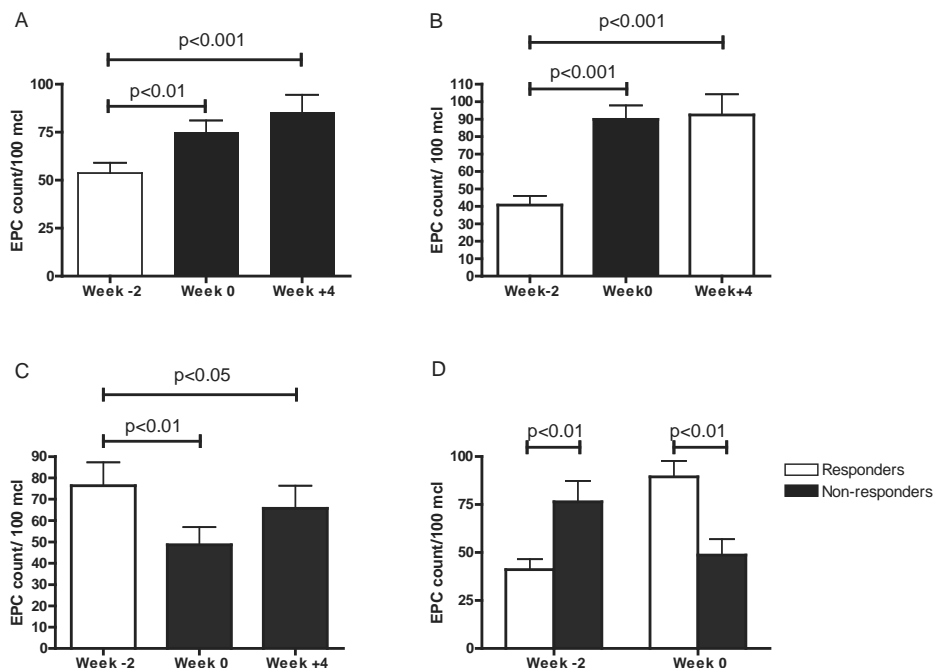 A
p<0.001
p<0.01
100
75
50
25
0
EPC count/100 mcl
Week -2 Week 0 Week +4
B
p<0.001
p<0.001
110
100
90
80
70
60
50
40
30
20
10
0
EPC count/ 100 mcl
Week-2 Week0 Week+4
C
p<0.05
p<0.01
90
80
70
60
50
40
30
20
10
0
EPC count/100 mcl
Week -2 Week 0 Week +4
D
p<0.01 p<0.01
100
75
50
25
0
EPC count/100 mcl
Week -2 Week 0
Responders
Non-responders